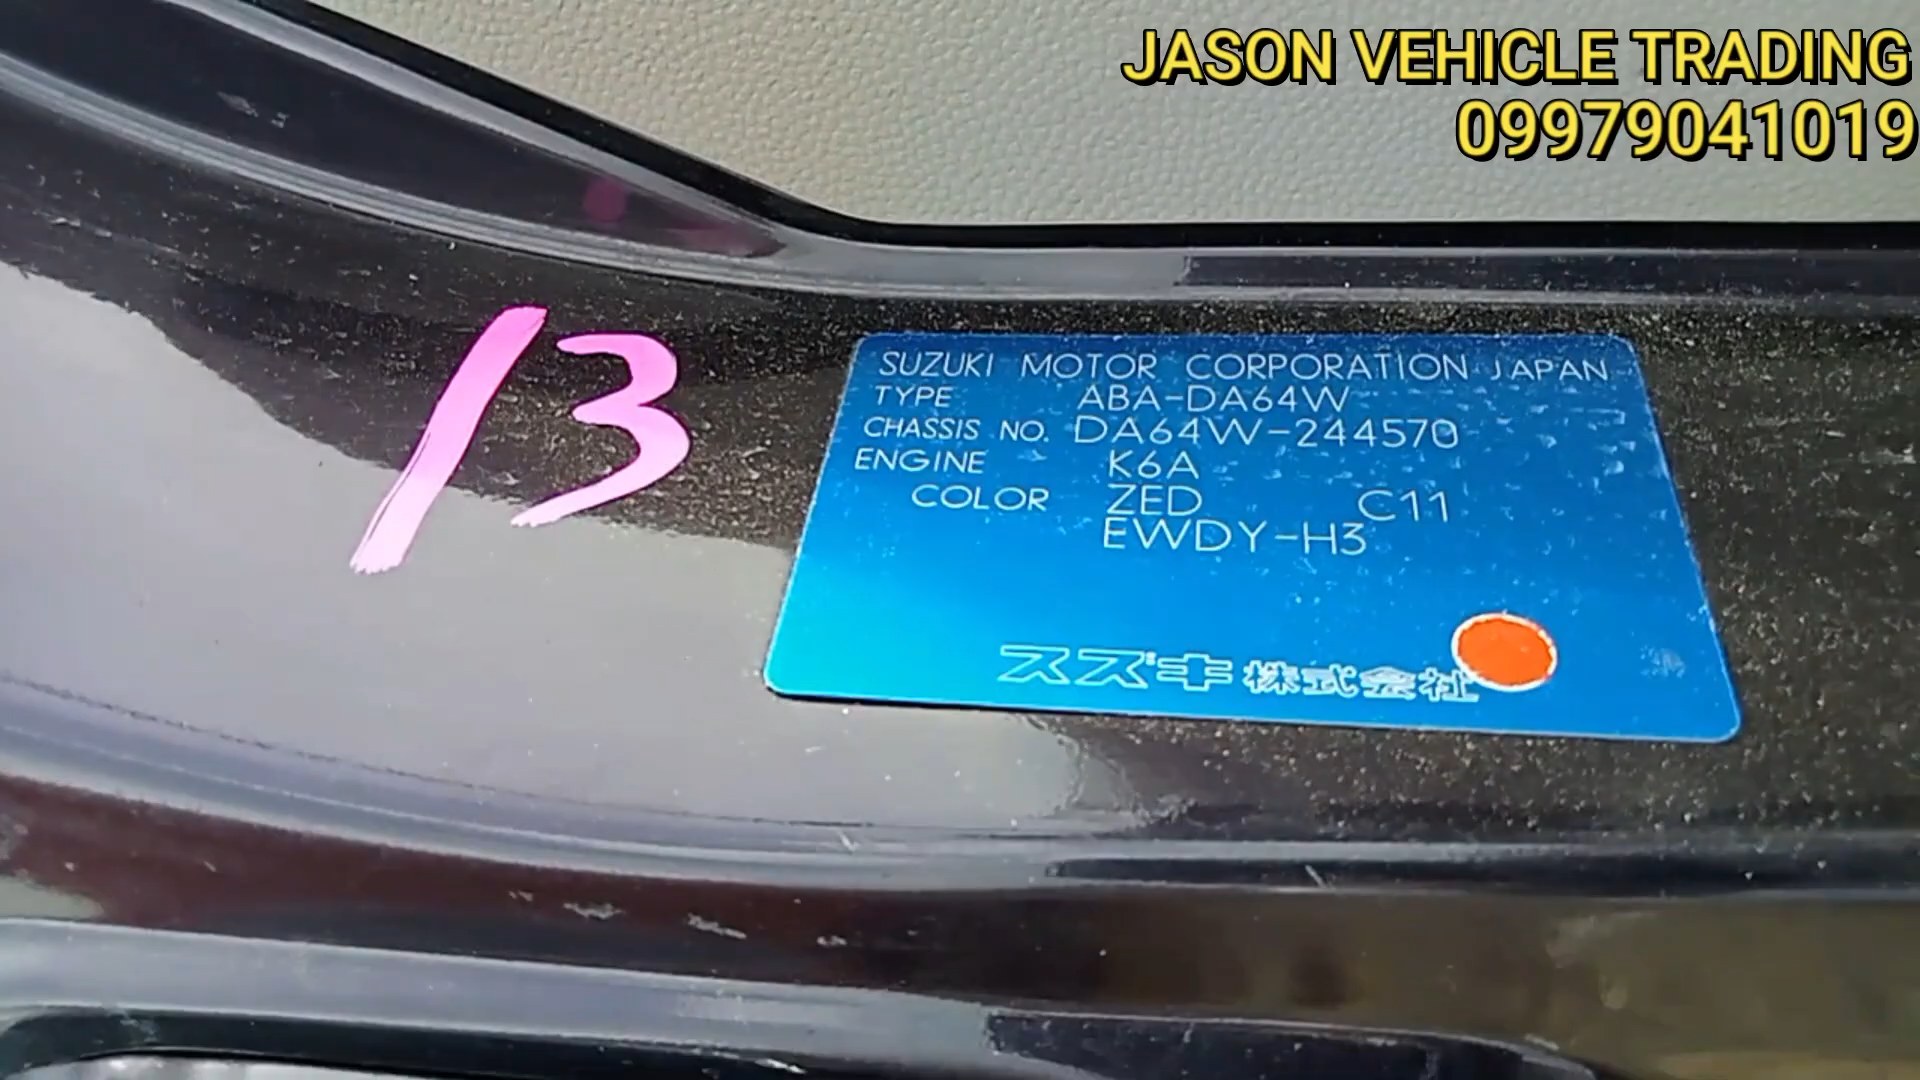 JASON VEHICLE TRADING
09979041019
13
SUZUKI MOTOR CORPORATION JAPAN
TYPE ABA-DA64W
CHASSIS NO. DA64W-244570
ENGINE K6A
COLOR ZED C11
EWDY-H3
スズキ株式会社